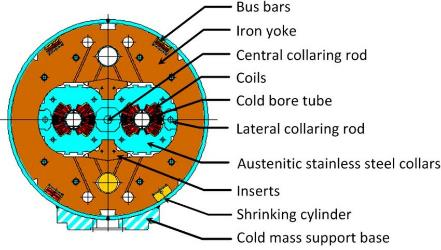 Bus bars
Iron yoke
Central collaring rod
Coils
Cold bore tube
Lateral collaring rod
Austenitic stainless steel collars
Inserts
Shrinking cylinder
Cold mass support base